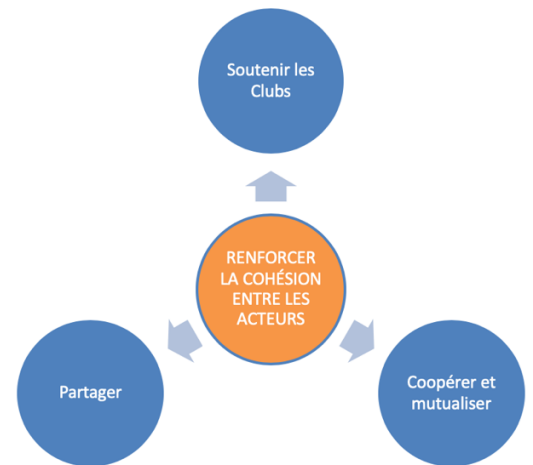 Soutenir les
Clubs
RENFORCER
LA COHÉSION
ENTRE LES
ACTEURS
Partager
Coopérer et
mutualiser